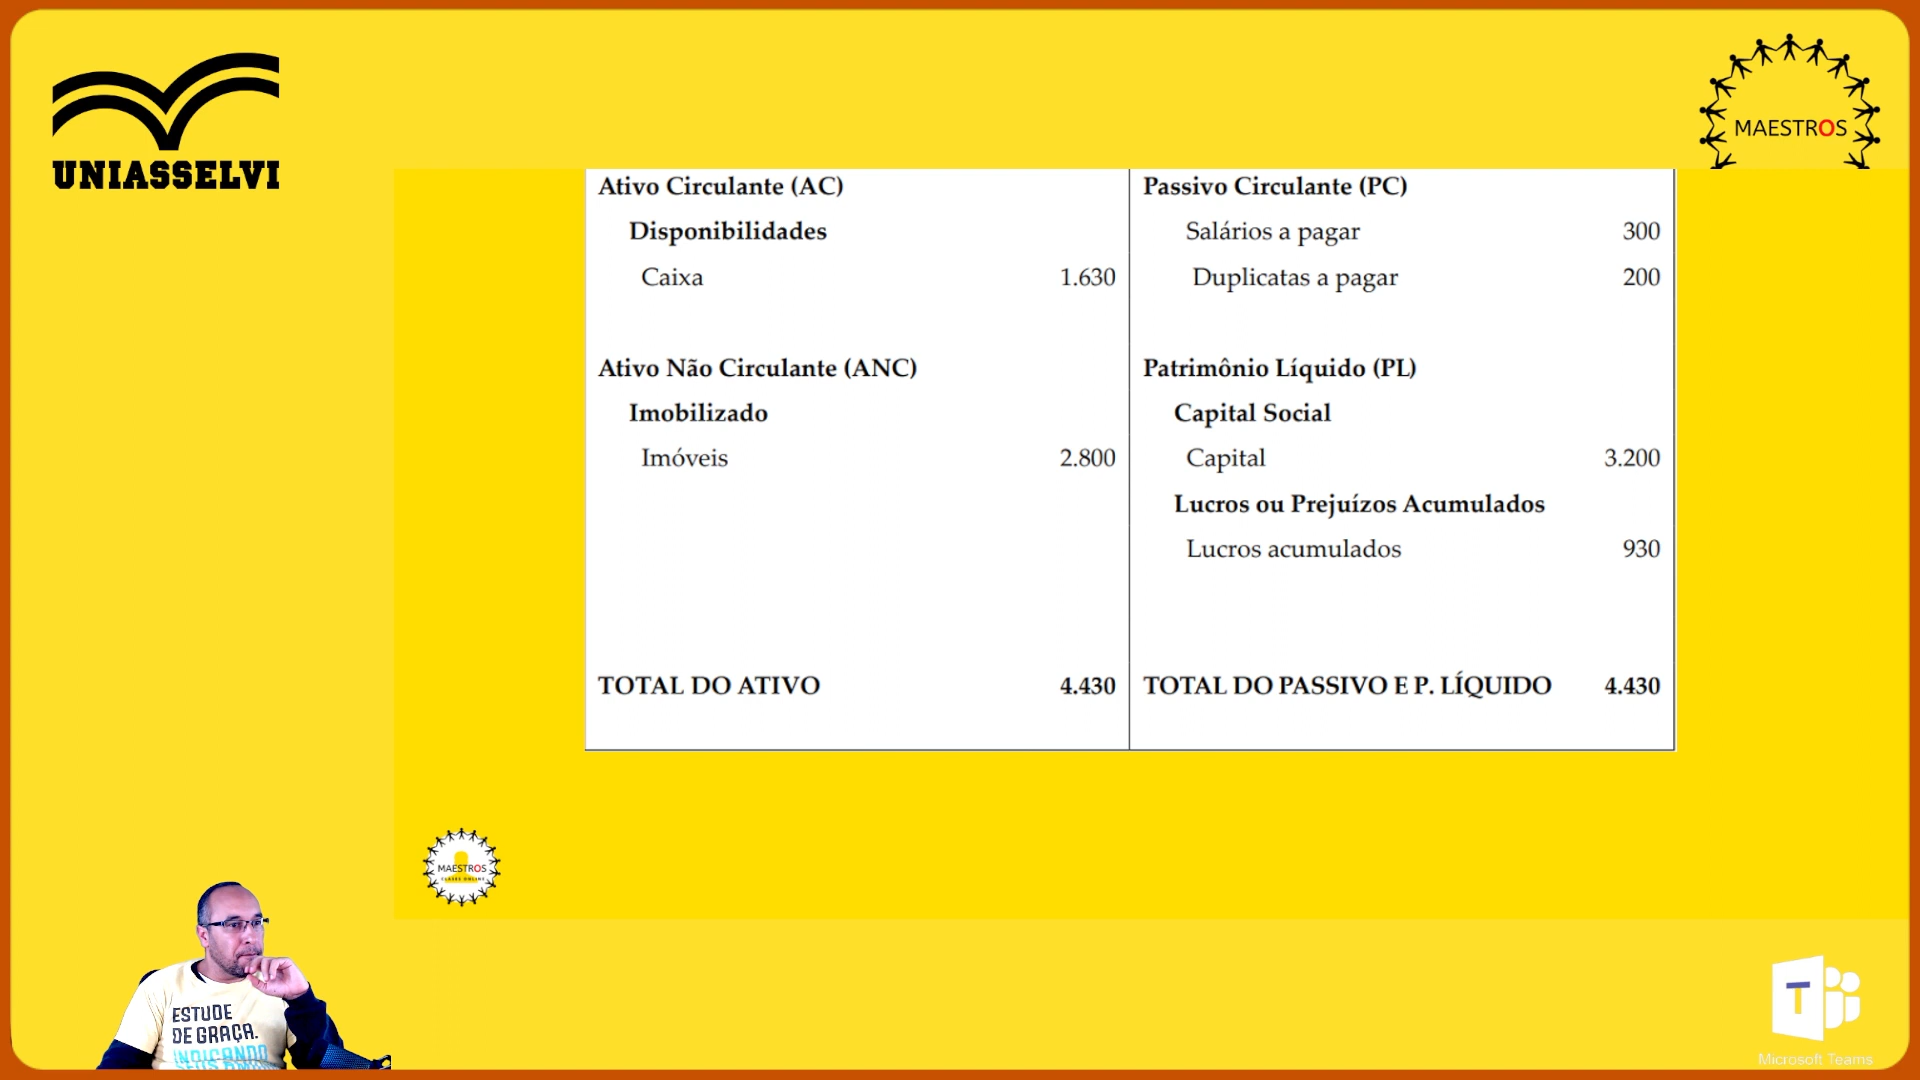 UNIASSELVI
MAESTROS
Ativo Circulante (AC)
Disponibilidades
Caixa 1.630
Ativo Não Circulante (ANC)
Imobilizado
Imóveis 2.800
TOTAL DO ATIVO 4.430
Passivo Circulante (PC)
Salários a pagar 300
Duplicatas a pagar 200
Patrimônio Líquido (PL)
Capital Social
Capital 3.200
Lucros ou Prejuízos Acumulados
Lucros acumulados 930
TOTAL DO PASSIVO E P. LÍQUIDO 4.430
MAESTROS
ESTUDE
DE GRAÇA.
INDICANDO
T
Microsoft Teams